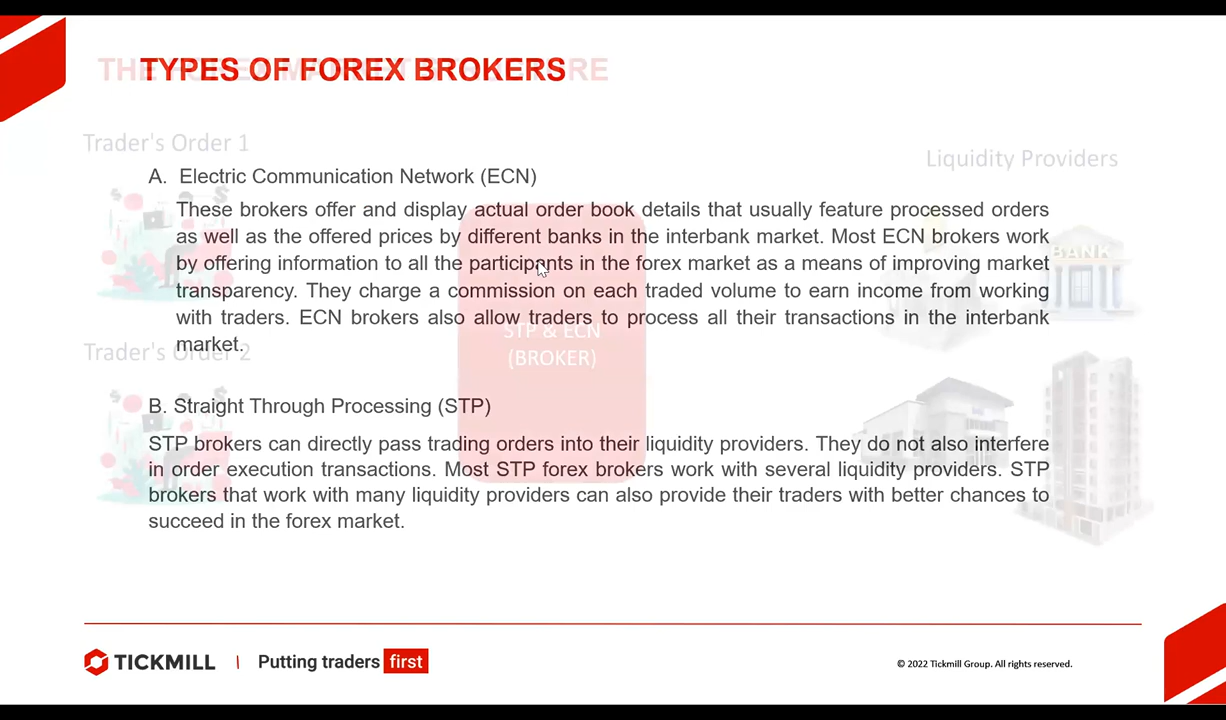 TYPES OF FOREX BROKERS
Trader's Order 1
Liquidity Providers
A. Electric Communication Network (ECN)
These brokers offer and display actual order book details that usually feature processed orders
as well as the offered prices by different banks in the interbank market. Most ECN brokers work
by offering information to all the participants in the forex market as a means of improving market
transparency. They charge a commission on each traded volume to earn income from working
with traders. ECN brokers also allow traders to process all their transactions in the interbank
market.
BANK
STP & ECN
(BROKER)
Trader's Order 2
B. Straight Through Processing (STP)
STP brokers can directly pass trading orders into their liquidity providers. They do not also interfere
in order execution transactions. Most STP forex brokers work with several liquidity providers. STP
brokers that work with many liquidity providers can also provide their traders with better chances to
succeed in the forex market.
TICKMILL | Putting traders first
© 2022 Tickmill Group. All rights reserved.